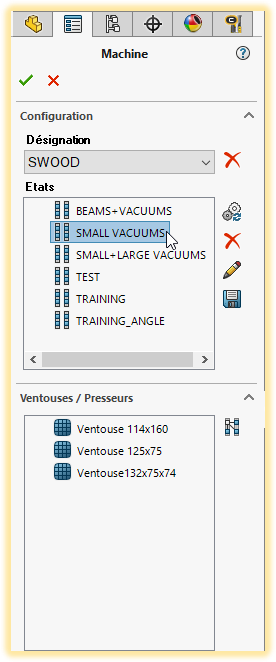 Machine
Configuration
Désignation
SWOOD
Etats
BEAMS+VACUUMS
SMALL VACUUMS
SMALL+LARGE VACUUMS
TEST
TRAINING
TRAINING_ANGLE
Ventouses / Presseurs
Ventouse 114x160
Ventouse 125x75
Ventouse132x75x74